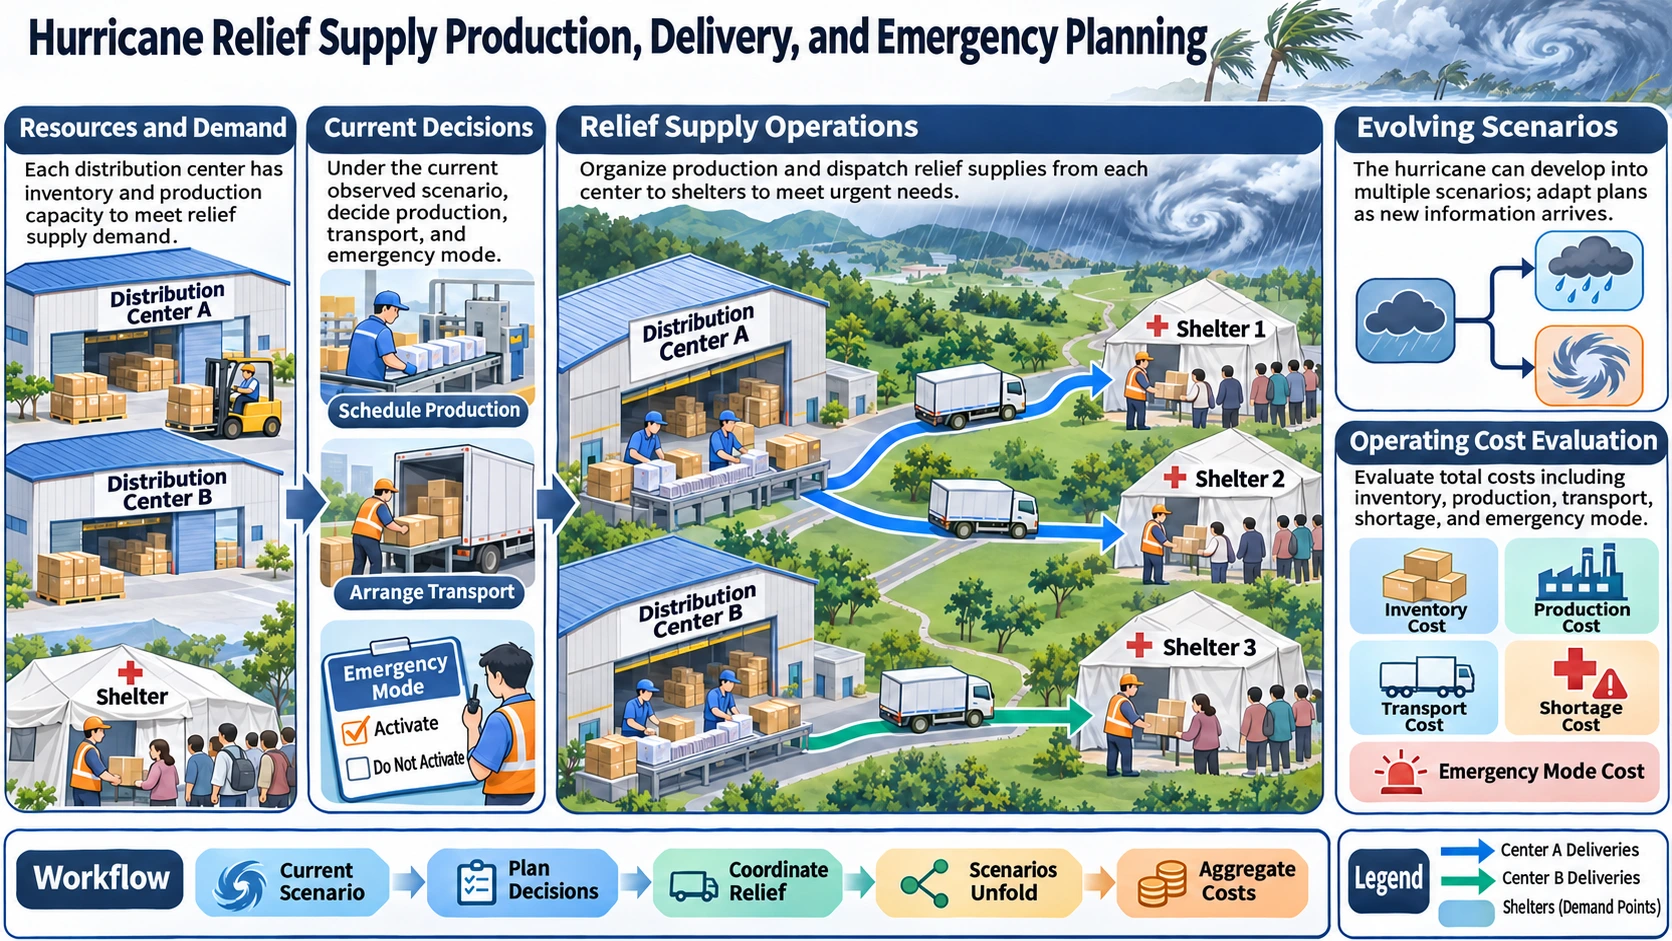 Hurricane Relief Supply Production, Delivery, and Emergency Planning
Resources and Demand
Each distribution center has
inventory and production
capacity to meet relief
supply demand.
Distribution
Center A
Distribution
Center B
Shelter
Current Decisions
Under the current
observed scenario,
decide production,
transport, and
emergency mode.
Schedule Production
Arrange Transport
Emergency
Mode
Activate
Do Not Activate
Relief Supply Operations
Organize production and dispatch relief supplies from each
center to shelters to meet urgent needs.
Distribution
Center A
Distribution
Center B
Shelter 1
Shelter 2
Shelter 3
Evolving Scenarios
The hurricane can develop into
multiple scenarios; adapt plans
as new information arrives.
Operating Cost Evaluation
Evaluate total costs including
inventory, production, transport,
shortage, and emergency mode.
Inventory
Cost
Production
Cost
Transport
Cost
Shortage
Cost
Emergency Mode Cost
Workflow
Current
Scenario
Plan
Decisions
Coordinate
Relief
Scenarios
Unfold
Aggregate
Costs
Legend
Center A Deliveries
Center B Deliveries
Shelters (Demand Points)